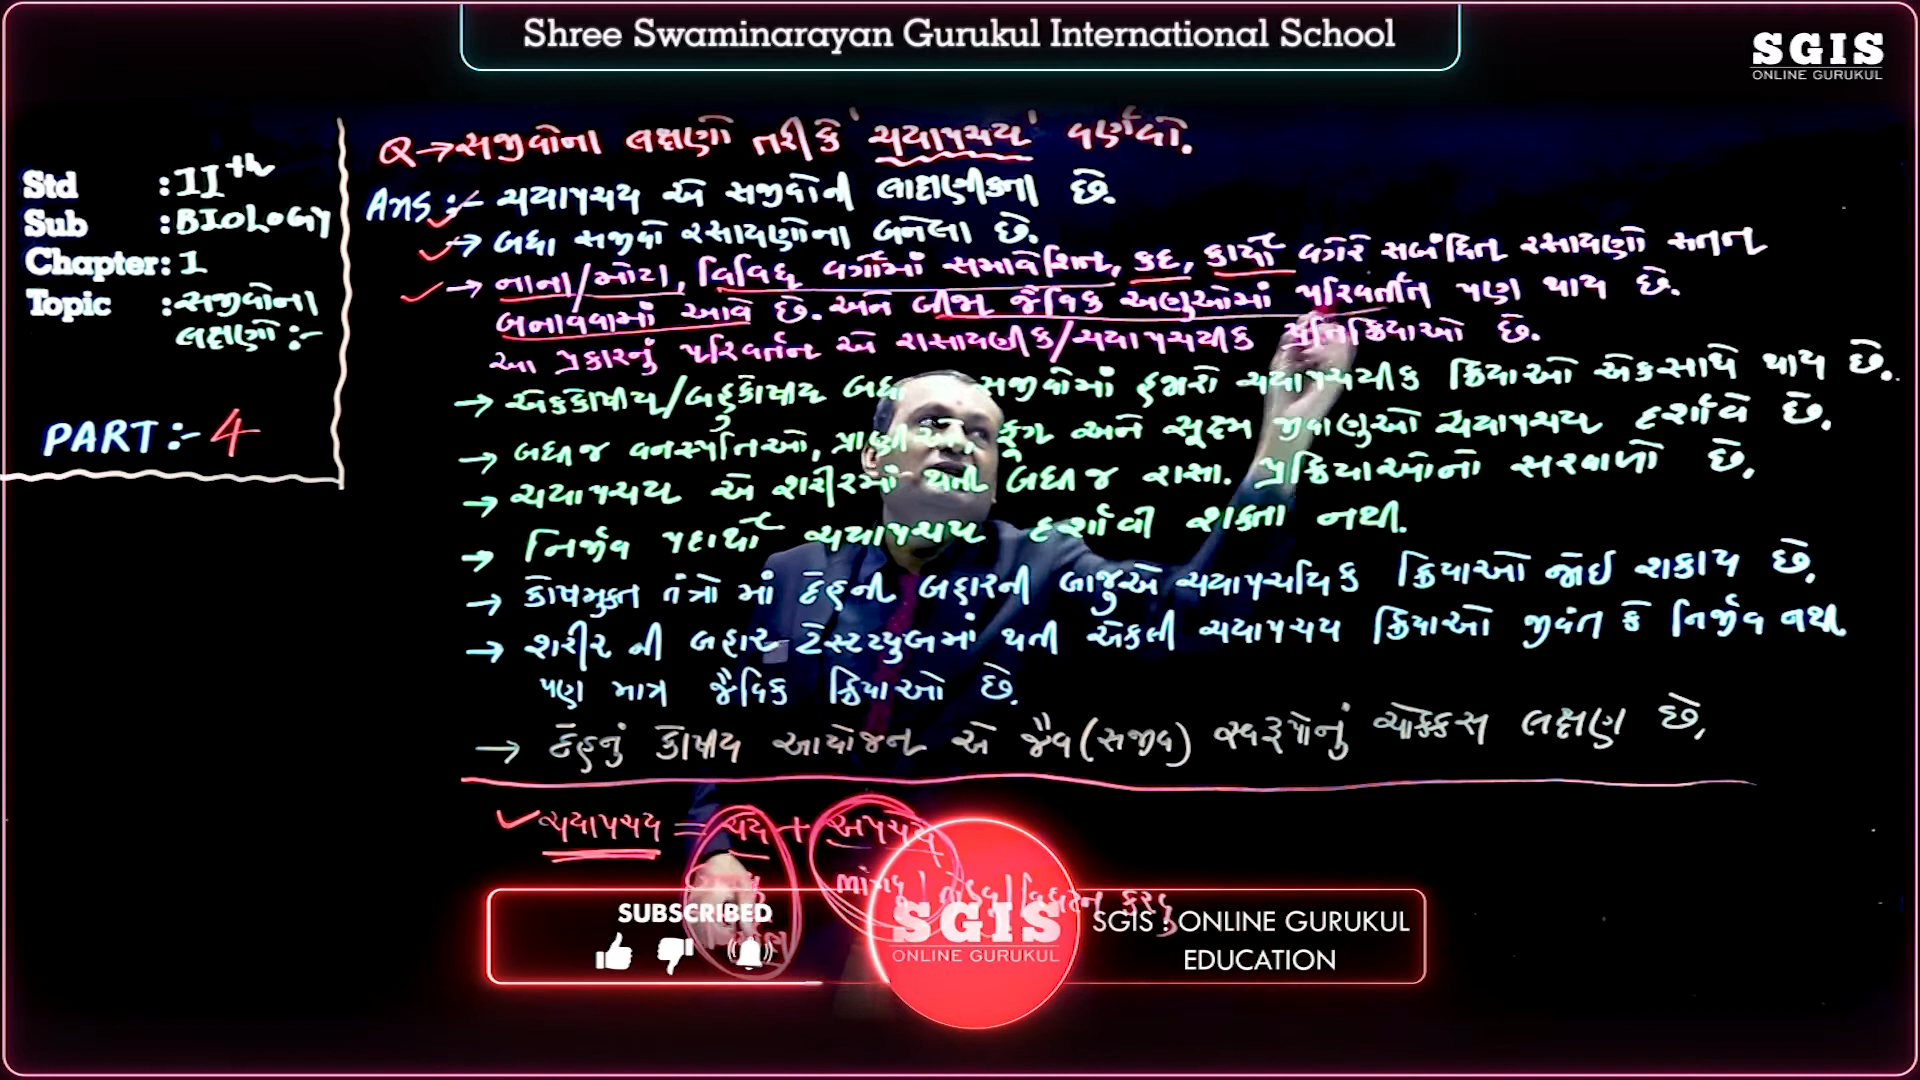 Shree Swaminarayan Gurukul International School
SGIS
ONLINE GURUKUL
Std : 11th
Sub : BIOLOGY
Chapter: 1
Topic : સજીવોના
લક્ષણો :-
PART :- 4
Q → સજીવોના લક્ષણો તરીકે 'ચયાપચય' વર્ણવો.
Ans :- ચયાપચય એ સજીવોની લાક્ષણીકતા છે.
→ બધા સજીવો રસાયણોના બનેલા છે.
→ નાના/મોટા, વિવિધ વર્ગોમાં સમાવેશિત, કદ, કાર્યો વગેરે સબંધિત રસાયણો સતત
બનાવવામાં આવે છે. અને બીજા જૈવિક અણુઓમાં પરિવર્તીત પણ થાય છે.
આ પ્રકારનું પરિવર્તન એ રાસાયણીક/ચયાપચયીક પ્રતિક્રિયાઓ છે.
→ એકકોષીય/બહુકોષીય બધા સજીવોમાં હજારો ચયાપચયીક ક્રિયાઓ એકસાથે થાય છે.
→ બધા જ વનસ્પતિઓ, પ્રાણીઓ, ફૂગ અને સૂક્ષ્મ જીવાણુઓ ચયાપચય દર્શાવે છે.
→ ચયાપચય એ શરીરમાં થતી બધા જ રાસા. પ્રક્રિયાઓનો સરવાળો છે.
→ નિર્જીવ પદાર્થો ચયાપચય દર્શાવી શકતા નથી.
→ કોષમુક્ત તંત્રો માં દેહની બહારની બાજુએ ચયાપચયિક ક્રિયાઓ જોઈ શકાય છે.
→ શરીર ની બહાર ટેસ્ટટ્યુબમાં થતી એકલી ચયાપચય ક્રિયાઓ જીવંત કે નિર્જીવ નથી
પણ માત્ર જૈવિક ક્રિયાઓ છે.
→ દેહનું કોષીય આયોજન એ જૈવ (સજીવ) સ્વરૂપોનું ચોક્કસ લક્ષણ છે.
ચયાપચય = ચય + અપચય
SUBSCRIBED
SGIS
ONLINE GURUKUL
SGIS : ONLINE GURUKUL
EDUCATION